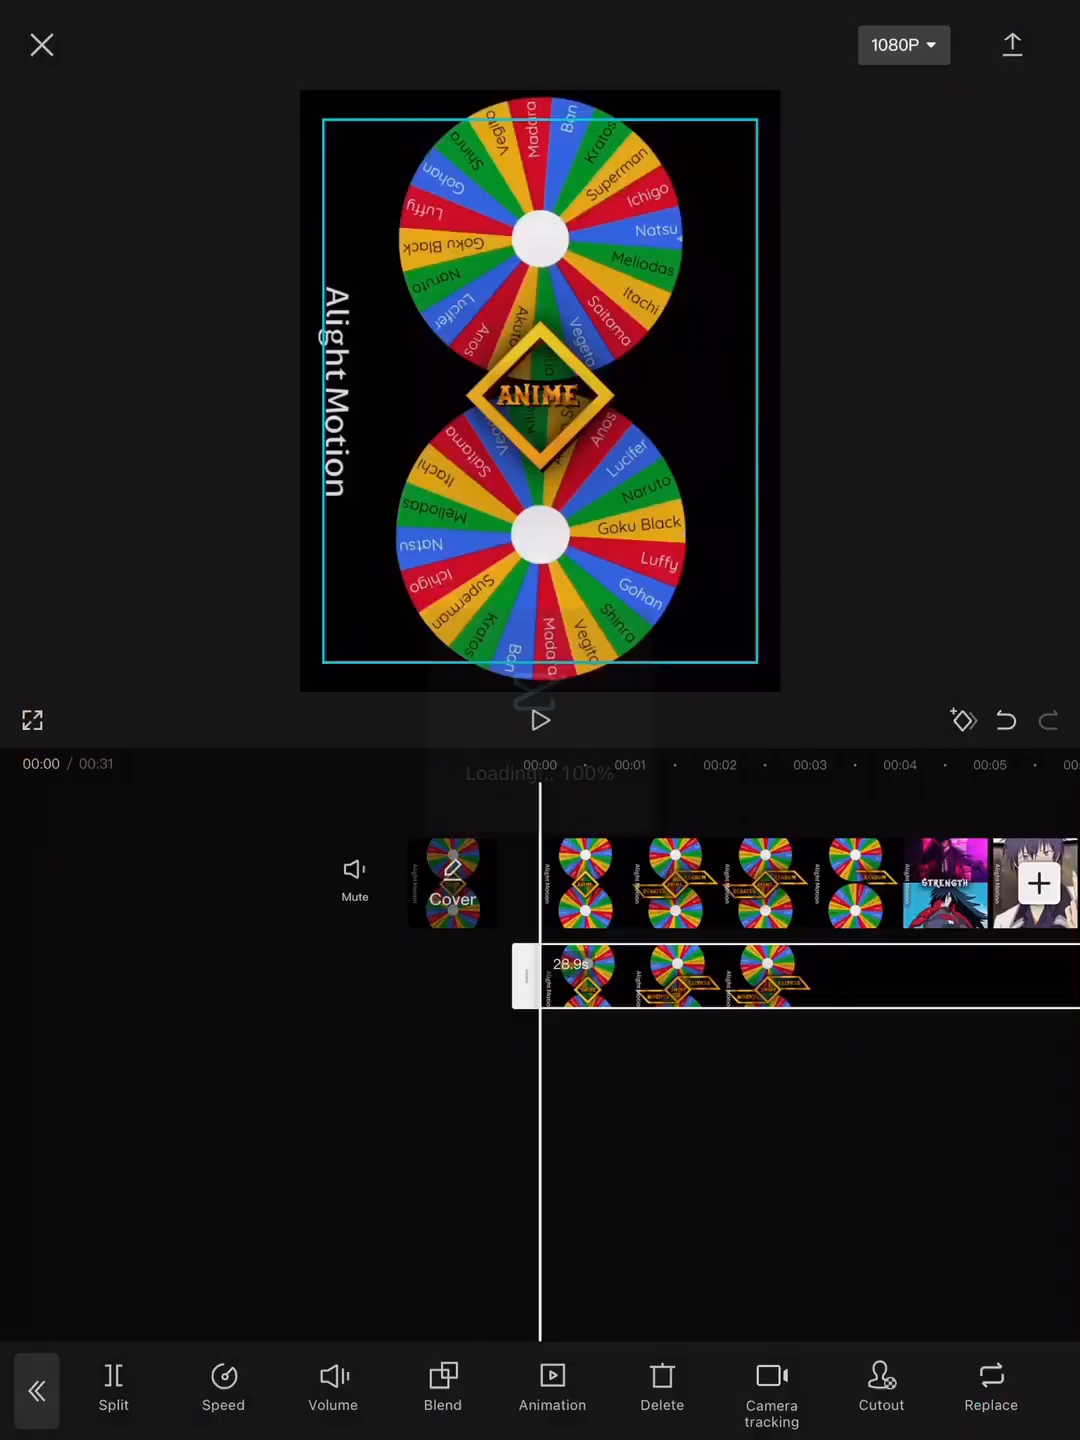 1080P
Madara
Ban
Vegito
Kratos
Shinra
Superman
Gohan
Ichigo
Luffy
Natsu
Goku Black
Meliodas
Naruto
Itachi
Lucifer
Saitama
Anos
Vegeta
Alight Motion
ANIME
Anos
Saitama
Lucifer
Itachi
Naruto
Meliodas
Goku Black
Natsu
Luffy
Ichigo
Gohan
Superman
Shinra
Kratos
Vegito
Ban
Madara
00:00 / 00:31
00:00
00:01
00:02
00:03
00:04
00:05
00
Loading... 100%
Mute
Cover
STRENGTH
28.9s
Split
Speed
Volume
Blend
Animation
Delete
Camera
tracking
Cutout
Replace